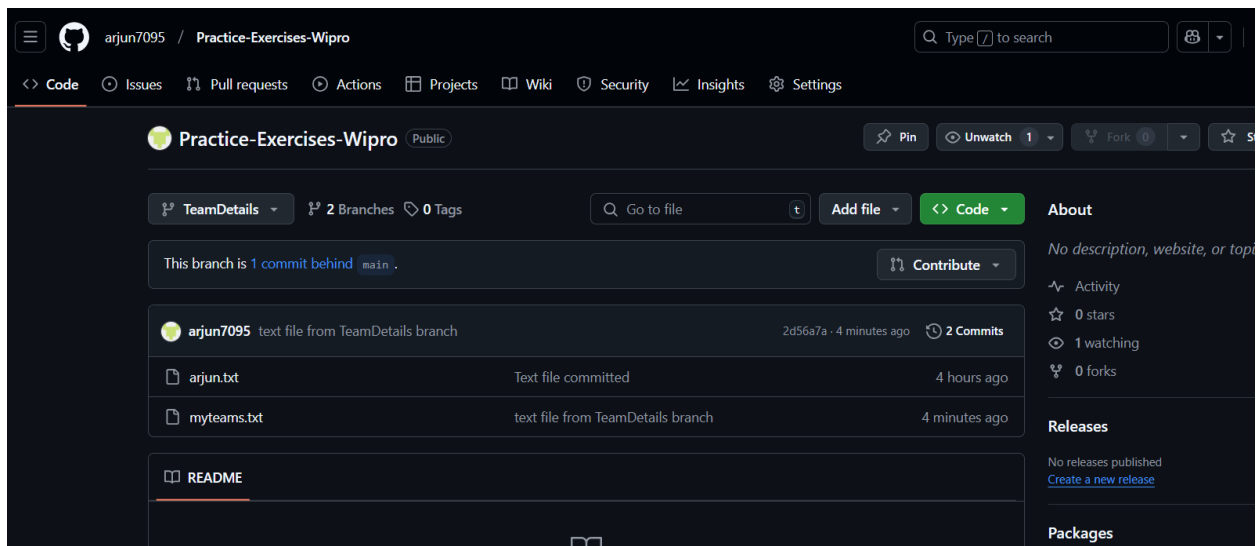 arjun7095 / Practice-Exercises-Wipro
Type / to search
Code Issues Pull requests Actions Projects Wiki Security Insights Settings
Practice-Exercises-Wipro Public
Pin Unwatch 1 Fork 0
TeamDetails 2 Branches 0 Tags Go to file t Add file Code
About
This branch is 1 commit behind main .
Contribute
No description, website, or
Activity
arjun7095 text file from TeamDetails branch 2d56a7a · 4 minutes ago 2 Commits
0 stars
1 watching
0 forks
arjun.txt Text file committed 4 hours ago
myteams.txt text file from TeamDetails branch 4 minutes ago
Releases
No releases published
Create a new release
README
Packages